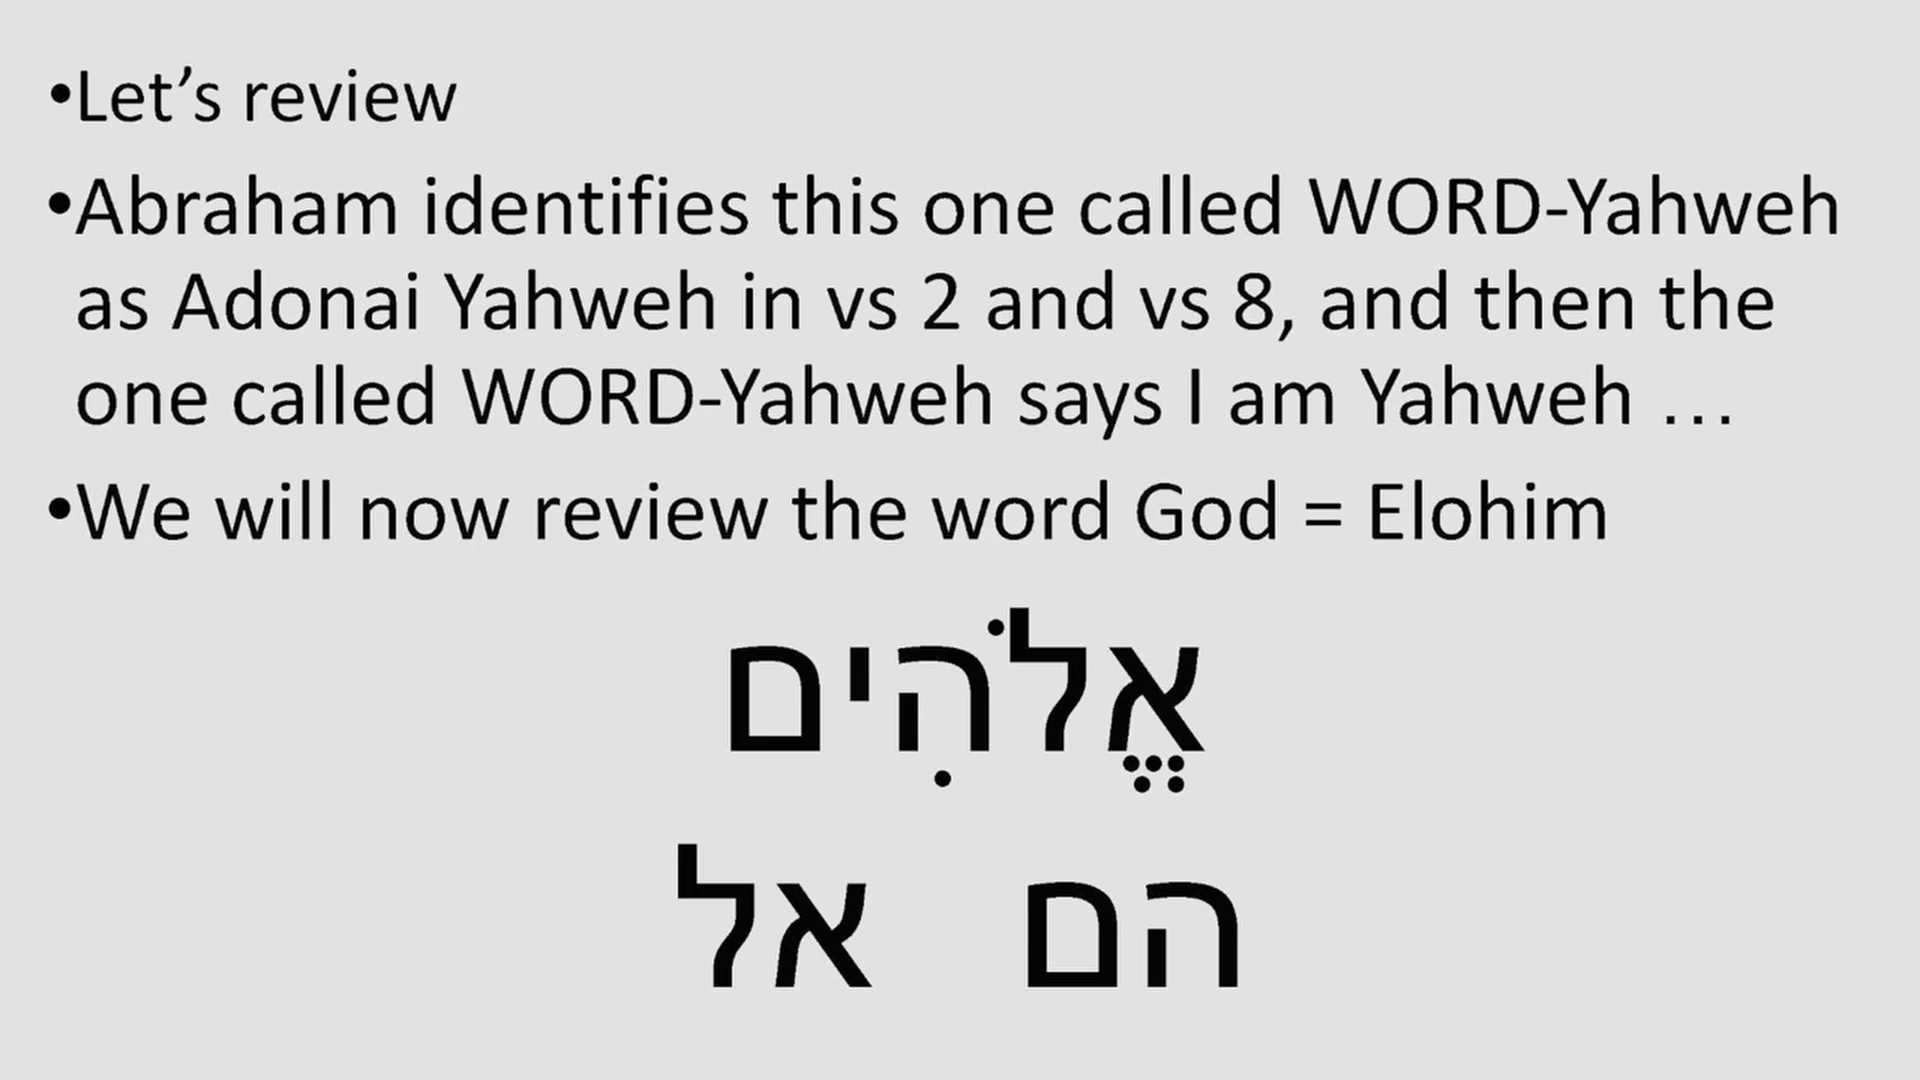 •Let’s review
•Abraham identifies this one called WORD-Yahweh
as Adonai Yahweh in vs 2 and vs 8, and then the
one called WORD-Yahweh says I am Yahweh …
•We will now review the word God = Elohim
אֱלֹהִים
הם אל